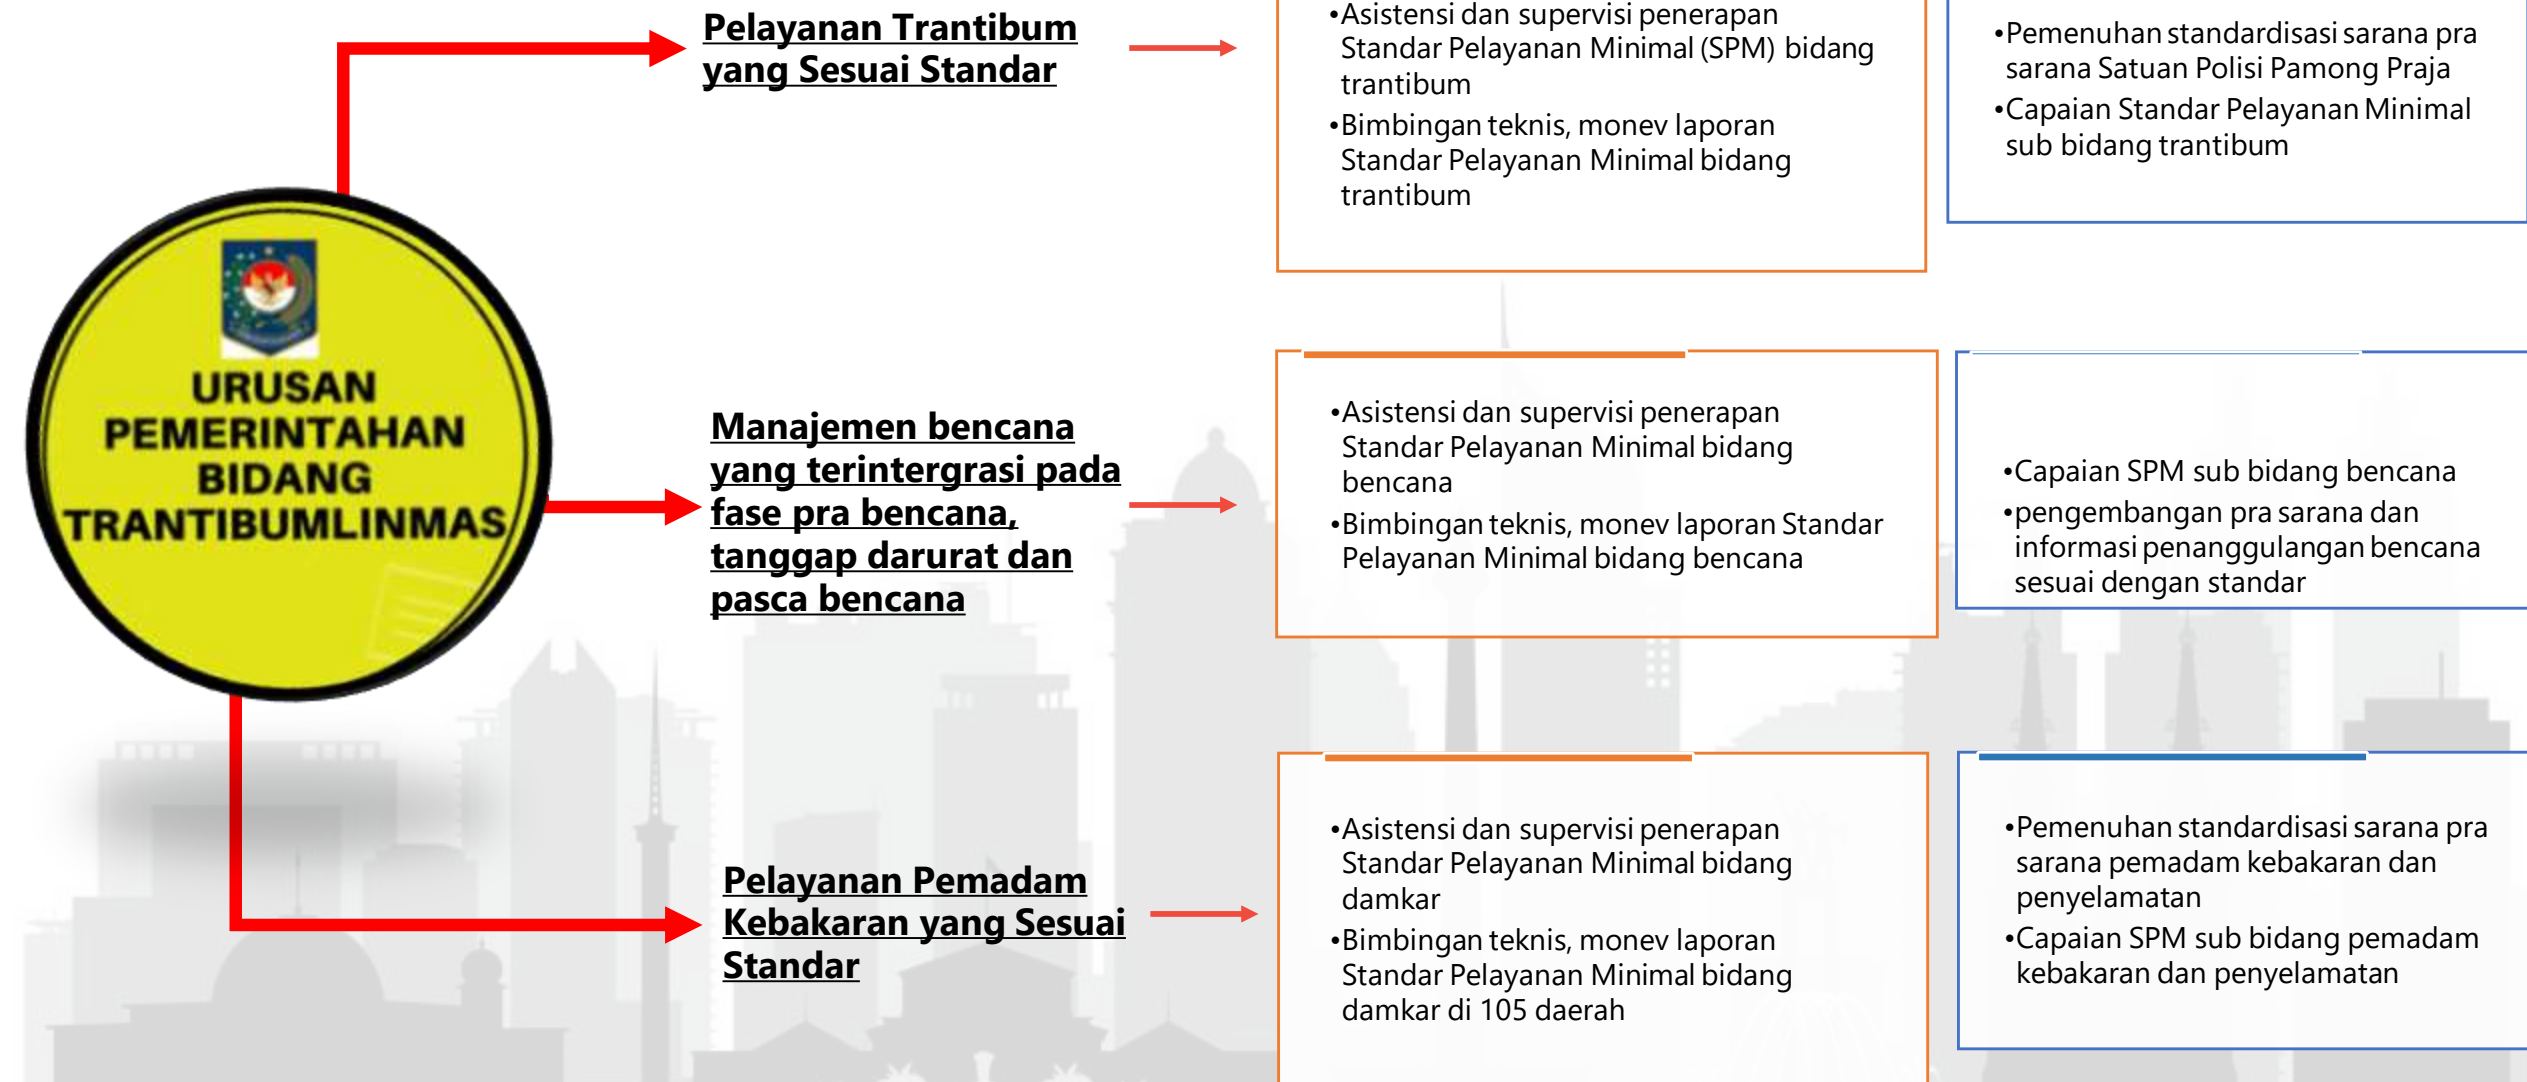 Pelayanan Trantibum
yang Sesuai Standar
•Asistensi dan supervisi penerapan
Standar Pelayanan Minimal (SPM) bidang
trantibum
•Bimbingan teknis, monev laporan
Standar Pelayanan Minimal bidang
trantibum
•Pemenuhan standardisasi sarana pra
sarana Satuan Polisi Pamong Praja
•Capaian Standar Pelayanan Minimal
sub bidang trantibum
URUSAN
PEMERINTAHAN
BIDANG
TRANTIBUMLINMAS
Manajemen bencana
yang terintergrasi pada
fase pra bencana,
tanggap darurat dan
pasca bencana
•Asistensi dan supervisi penerapan
Standar Pelayanan Minimal bidang
bencana
•Bimbingan teknis, monev laporan Standar
Pelayanan Minimal bidang bencana
•Capaian SPM sub bidang bencana
•pengembangan pra sarana dan
informasi penanggulangan bencana
sesuai dengan standar
Pelayanan Pemadam
Kebakaran yang Sesuai
Standar
•Asistensi dan supervisi penerapan
Standar Pelayanan Minimal bidang
damkar
•Bimbingan teknis, monev laporan
Standar Pelayanan Minimal bidang
damkar di 105 daerah
•Pemenuhan standardisasi sarana pra
sarana pemadam kebakaran dan
penyelamatan
•Capaian SPM sub bidang pemadam
kebakaran dan penyelamatan